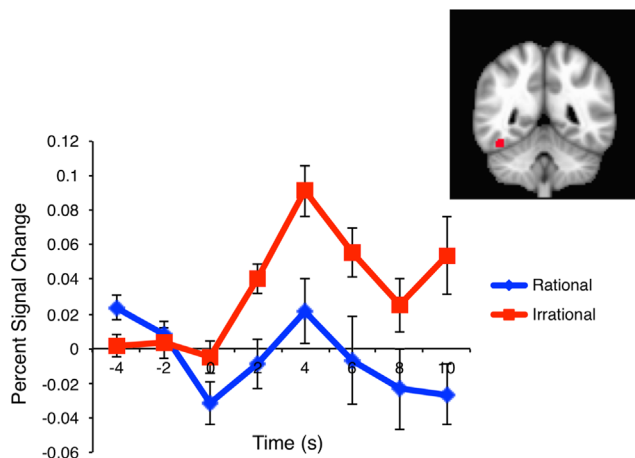 0.12
0.1
0.08
0.06
0.04
0.02
0
-0.02
-0.04
-0.06
Percent Signal Change
-4 -2 0 2 4 6 8 10
Time (s)
Rational
Irrational